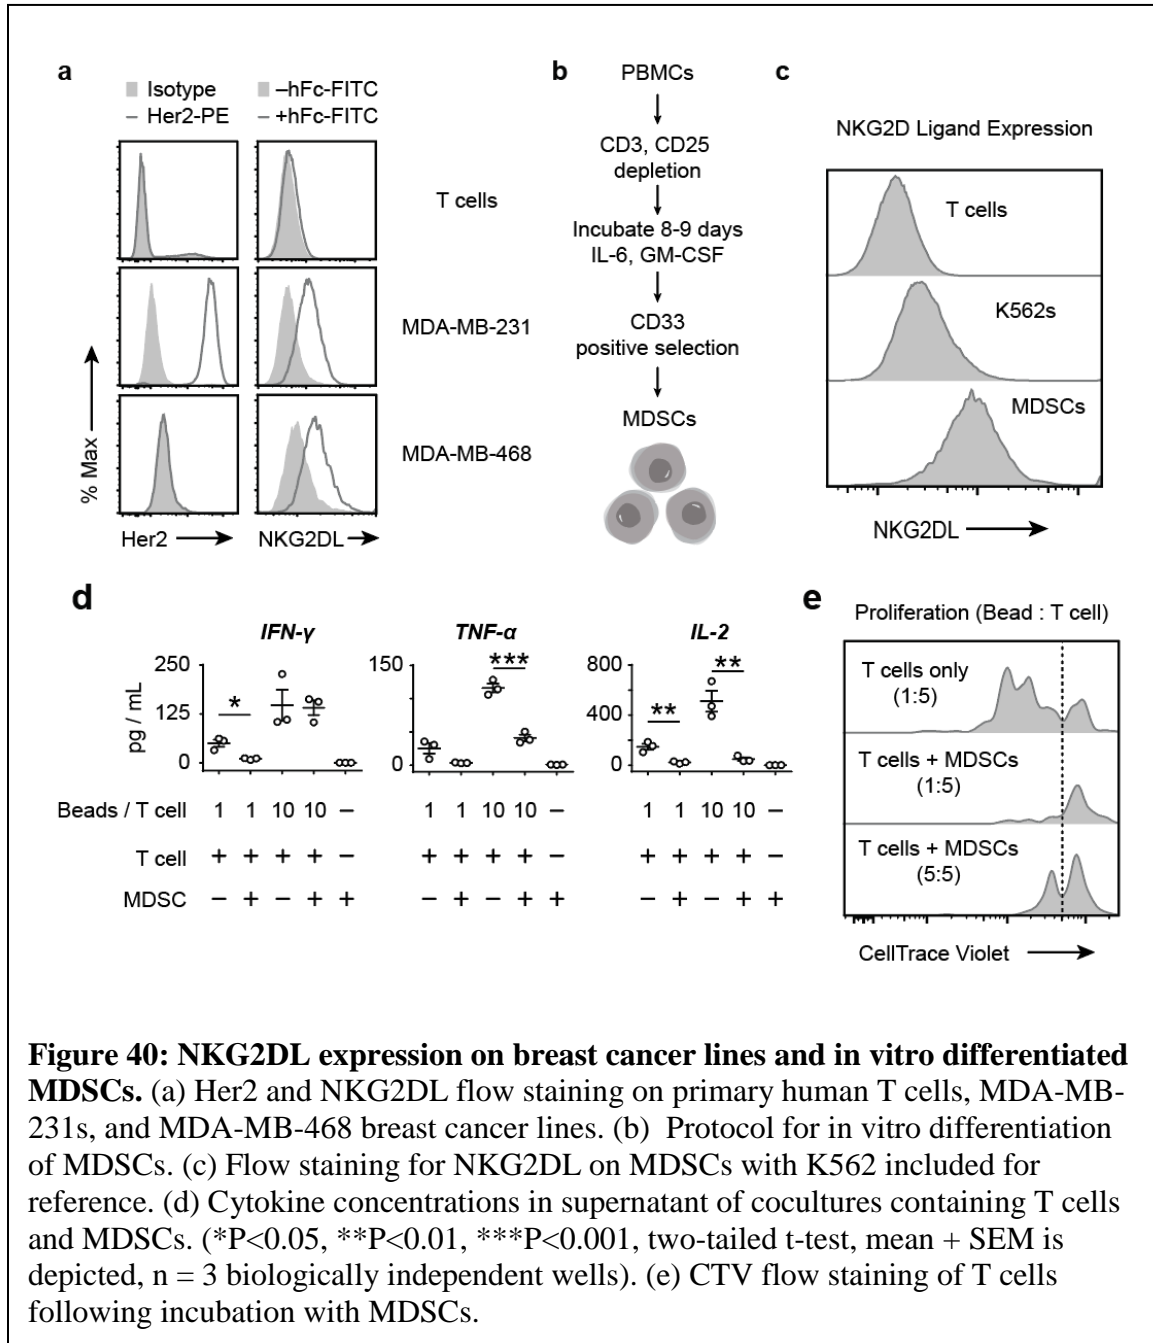 a
Isotype
Her2-PE
–hFc-FITC
+hFc-FITC
T cells
MDA-MB-231
MDA-MB-468
% Max
Her2
NKG2DL
b
PBMCs
CD3, CD25
depletion
Incubate 8-9 days
IL-6, GM-CSF
CD33
positive selection
MDSCs
c
NKG2D Ligand Expression
T cells
K562s
MDSCs
NKG2DL
d
IFN-γ
TNF-α
IL-2
pg / mL
250
125
0
*
150
0
***
800
400
0
**
**
Beads / T cell 1 1 10 10 – 1 1 10 10 – 1 1 10 10 –
T cell + + + + – + + + + – + + + + –
MDSC – + – + + – + – + + – + – + +
e
Proliferation (Bead : T cell)
T cells only
(1:5)
T cells + MDSCs
(1:5)
T cells + MDSCs
(5:5)
CellTrace Violet
Figure 40: NKG2DL expression on breast cancer lines and in vitro differentiated
MDSCs. (a) Her2 and NKG2DL flow staining on primary human T cells, MDA-MB-
231s, and MDA-MB-468 breast cancer lines. (b) Protocol for in vitro differentiation
of MDSCs. (c) Flow staining for NKG2DL on MDSCs with K562 included for
reference. (d) Cytokine concentrations in supernatant of cocultures containing T cells
and MDSCs. (*P<0.05, **P<0.01, ***P<0.001, two-tailed t-test, mean + SEM is
depicted, n = 3 biologically independent wells). (e) CTV flow staining of T cells
following incubation with MDSCs.